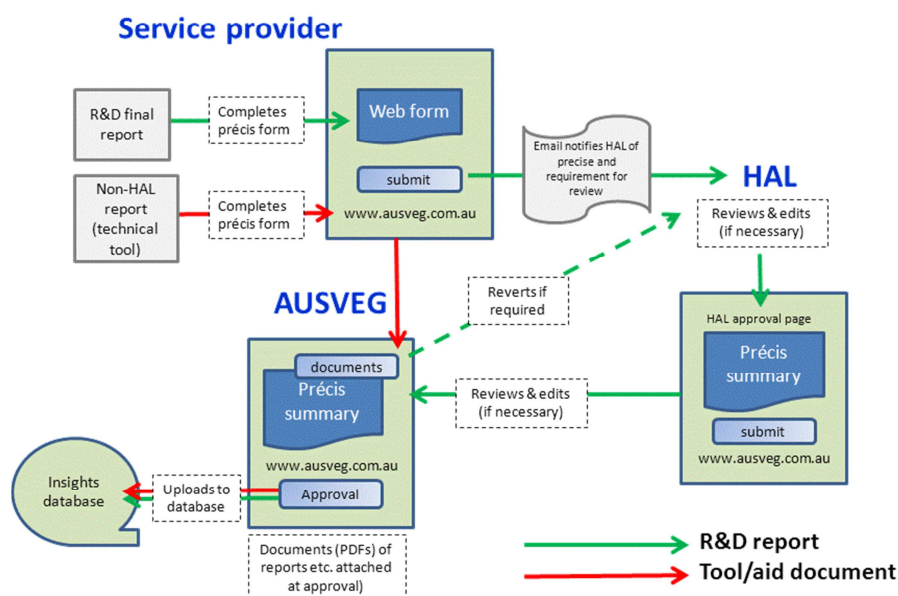 Service provider
R&D final
report
Completes
précis form
Web form
submit
www.ausveg.com.au
Non-HAL
report
(technical
tool)
Completes
précis form
Email notifies HAL of
precise and
requirement for
review
HAL
Reviews & edits
(if necessary)
AUSVEG
Reverts if
required
HAL approval page
Précis
summary
submit
www.ausveg.com.au
documents
Précis
summary
www.ausveg.com.au
Approval
Reviews & edits
(if necessary)
Insights
database
Uploads to
database
Documents (PDFs) of
reports etc. attached
at approval)
R&D report
Tool/aid document